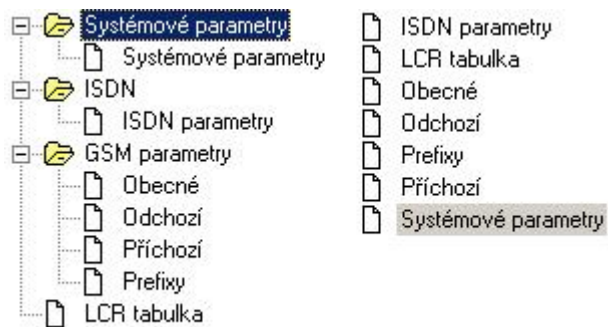 Systémové parametry
Systémové parametry
ISDN
ISDN parametry
GSM parametry
Obecné
Odchozí
Příchozí
Prefixy
LCR tabulka
ISDN parametry
LCR tabulka
Obecné
Odchozí
Prefixy
Příchozí
Systémové parametry